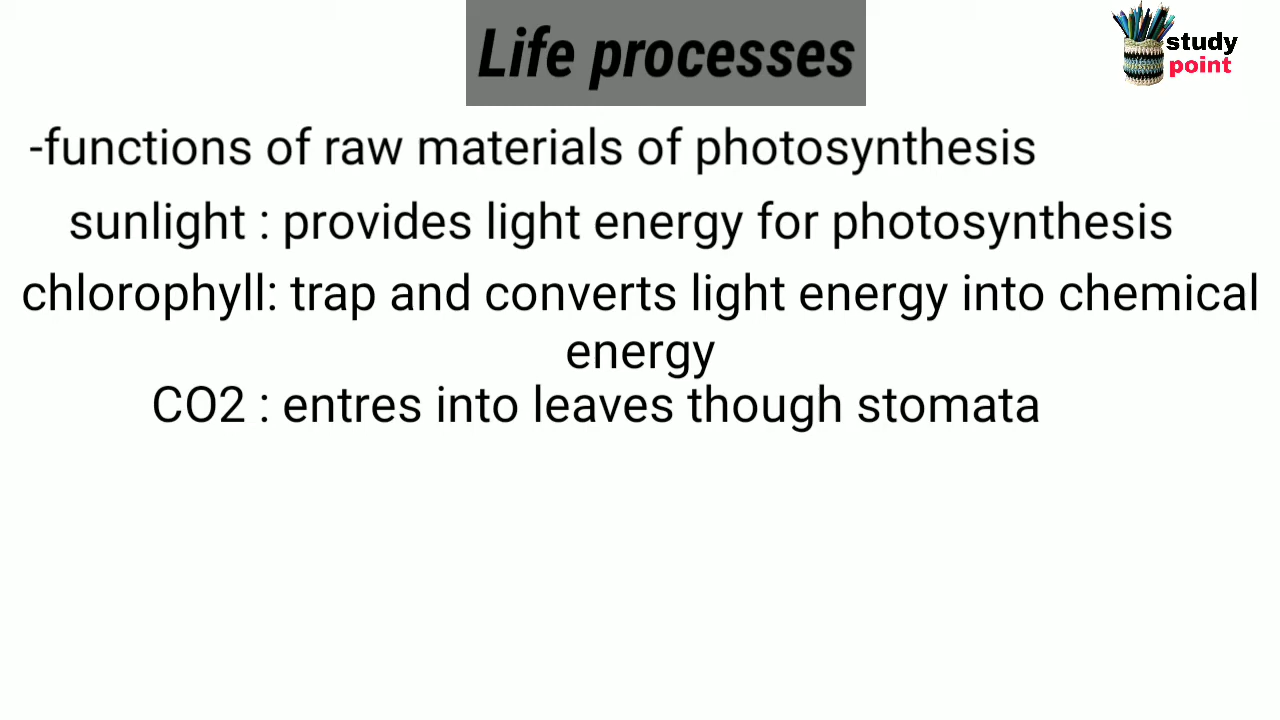 Life processes
study
point
-functions of raw materials of photosynthesis
sunlight : provides light energy for photosynthesis
chlorophyll: trap and converts light energy into chemical
energy
CO2 : entres into leaves though stomata